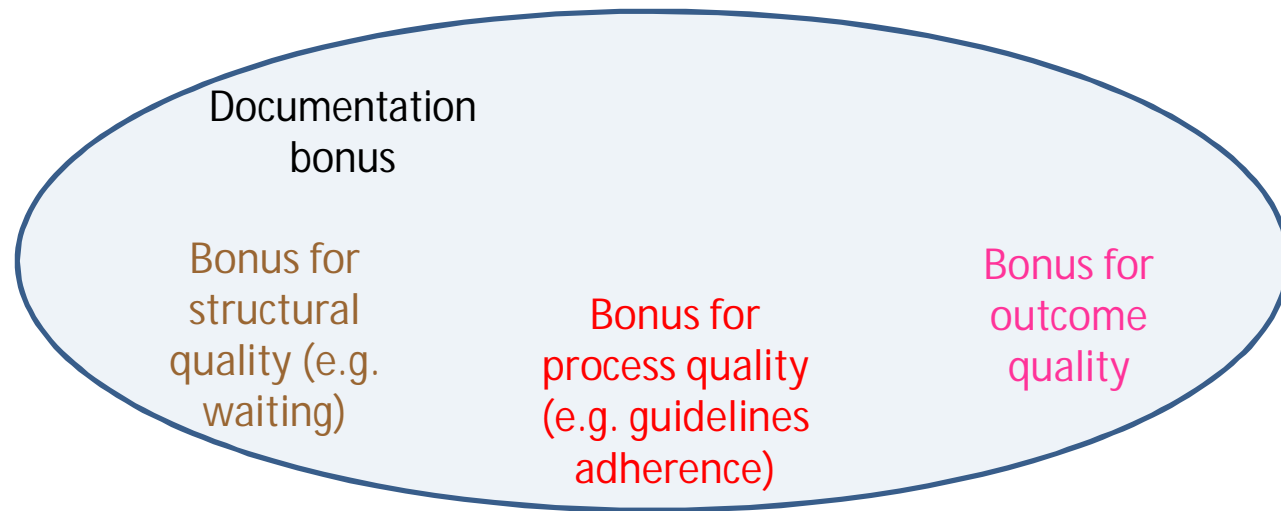 Documentation
bonus
Bonus for
structural
quality (e.g.
waiting)
Bonus for
process quality
(e.g. guidelines
adherence)
Bonus for
outcome
quality